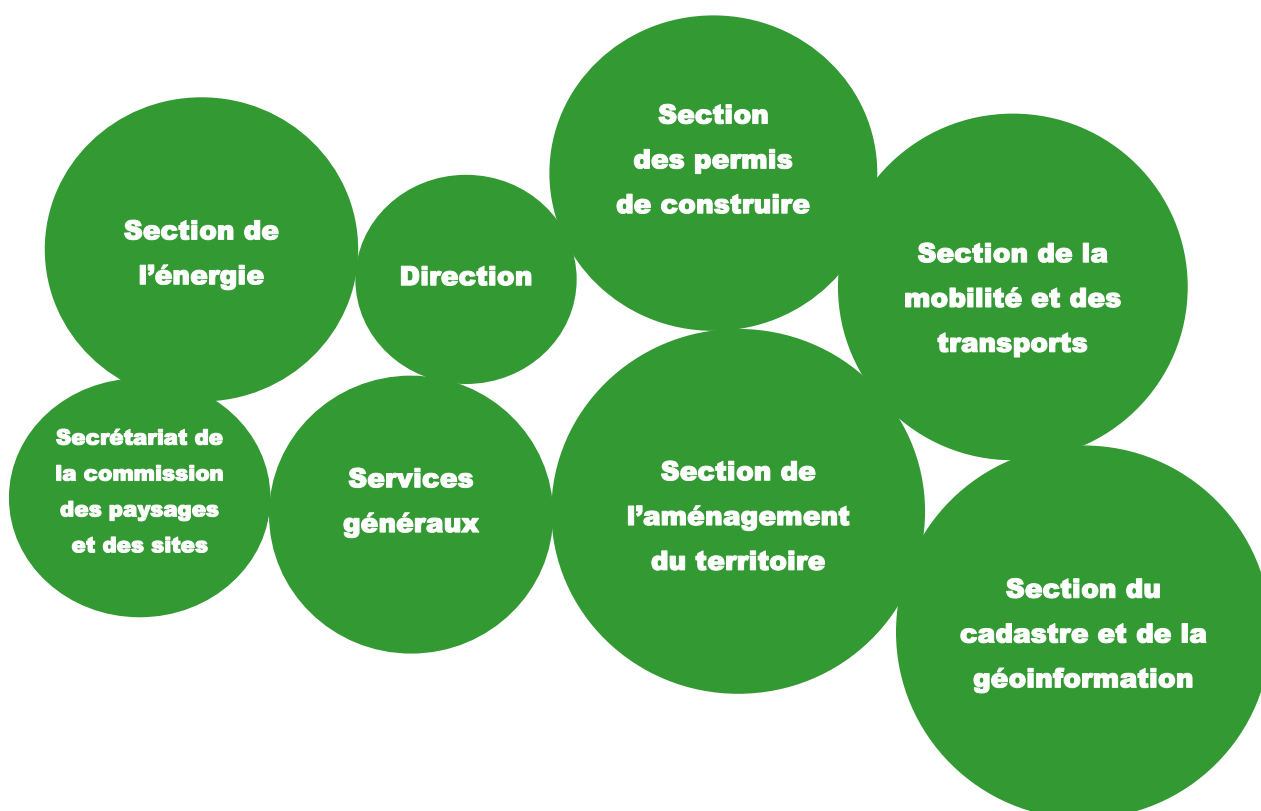 Section
des permis
de construire
Section de
l’énergie
Direction
Section de la
mobilité et des
transports
Secrétariat de
la commission
des paysages
et des sites
Services
généraux
Section de
l’aménagement
du territoire
Section du
cadastre et de la
géoinformation